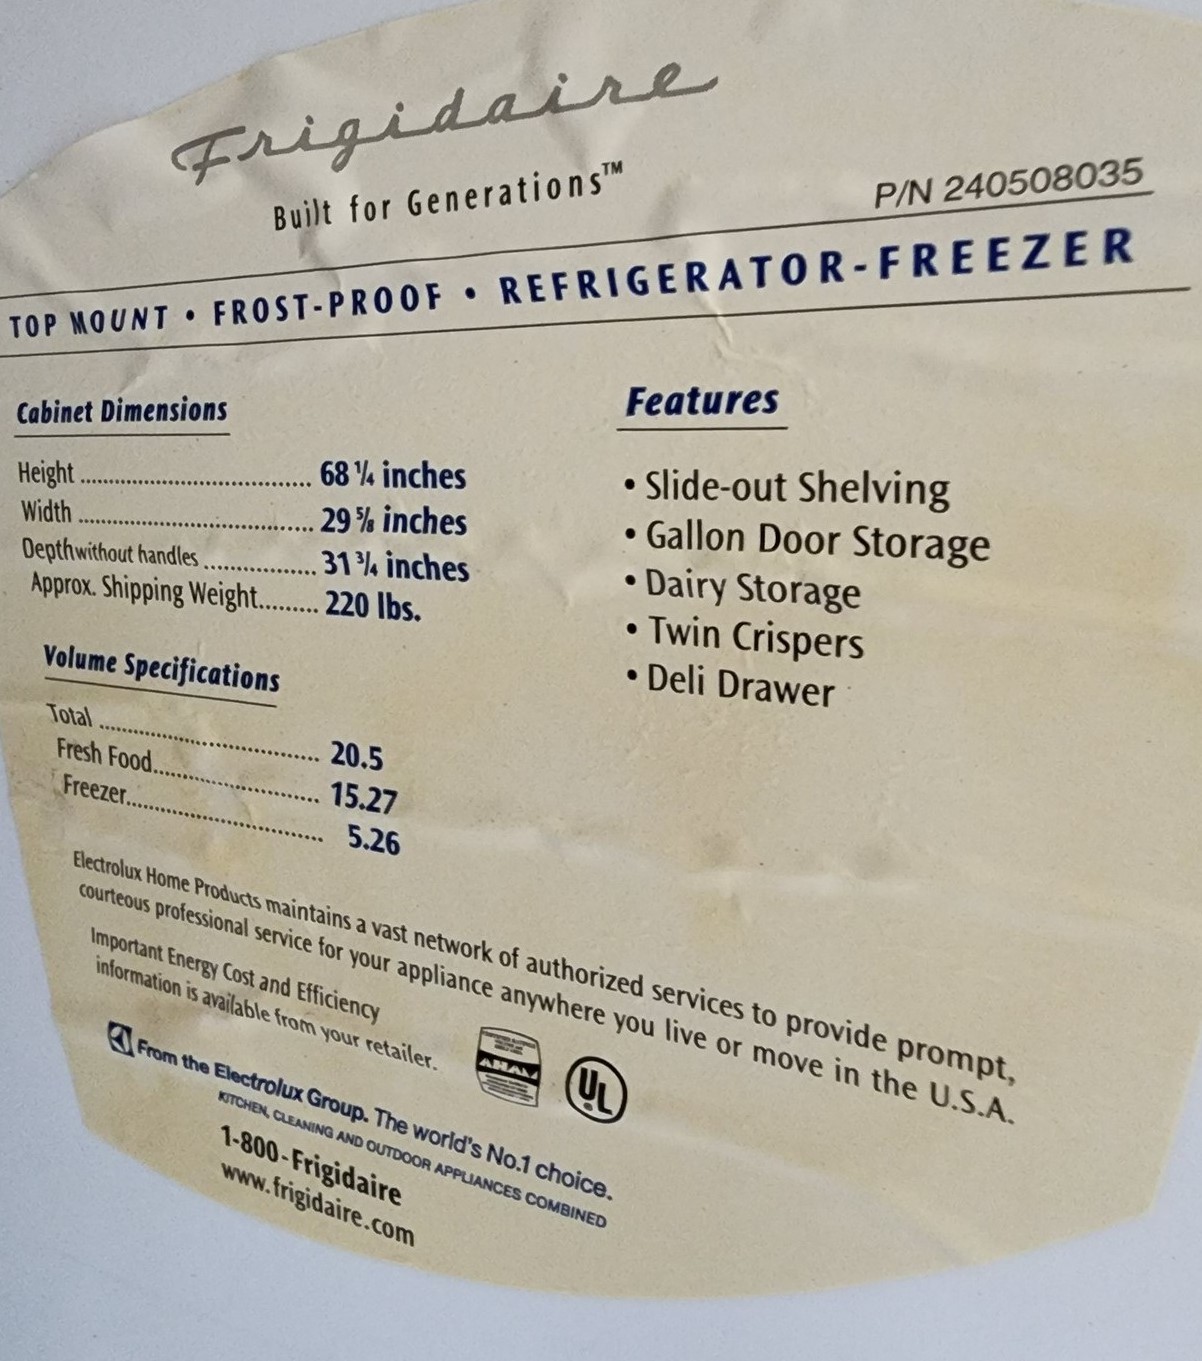 Frigidaire
Built for Generations™
P/N 240508035
TOP MOUNT • FROST-PROOF • REFRIGERATOR-FREEZER
Cabinet Dimensions
Height .................................... 68 ¼ inches
Width ..................................... 29 ⅝ inches
Depth without handles ................. 31 ¾ inches
Approx. Shipping Weight......... 220 lbs.
Volume Specifications
Total .................................. 20.5
Fresh Food.......................... 15.27
Freezer............................... 5.26
Features
• Slide-out Shelving
• Gallon Door Storage
• Dairy Storage
• Twin Crispers
• Deli Drawer
Electrolux Home Products maintains a vast network of authorized services to provide prompt,
courteous professional service for your appliance anywhere you live or move in the U.S.A.
Important Energy Cost and Efficiency
information is available from your retailer.
AHAM
UL
From the Electrolux Group. The world's No.1 choice.
KITCHEN, CLEANING AND OUTDOOR APPLIANCES COMBINED
1-800-Frigidaire
www.frigidaire.com